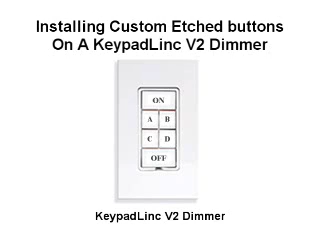 Installing Custom Etched buttons
On A KeypadLinc V2 Dimmer
ON
A B
C D
OFF
KeypadLinc V2 Dimmer